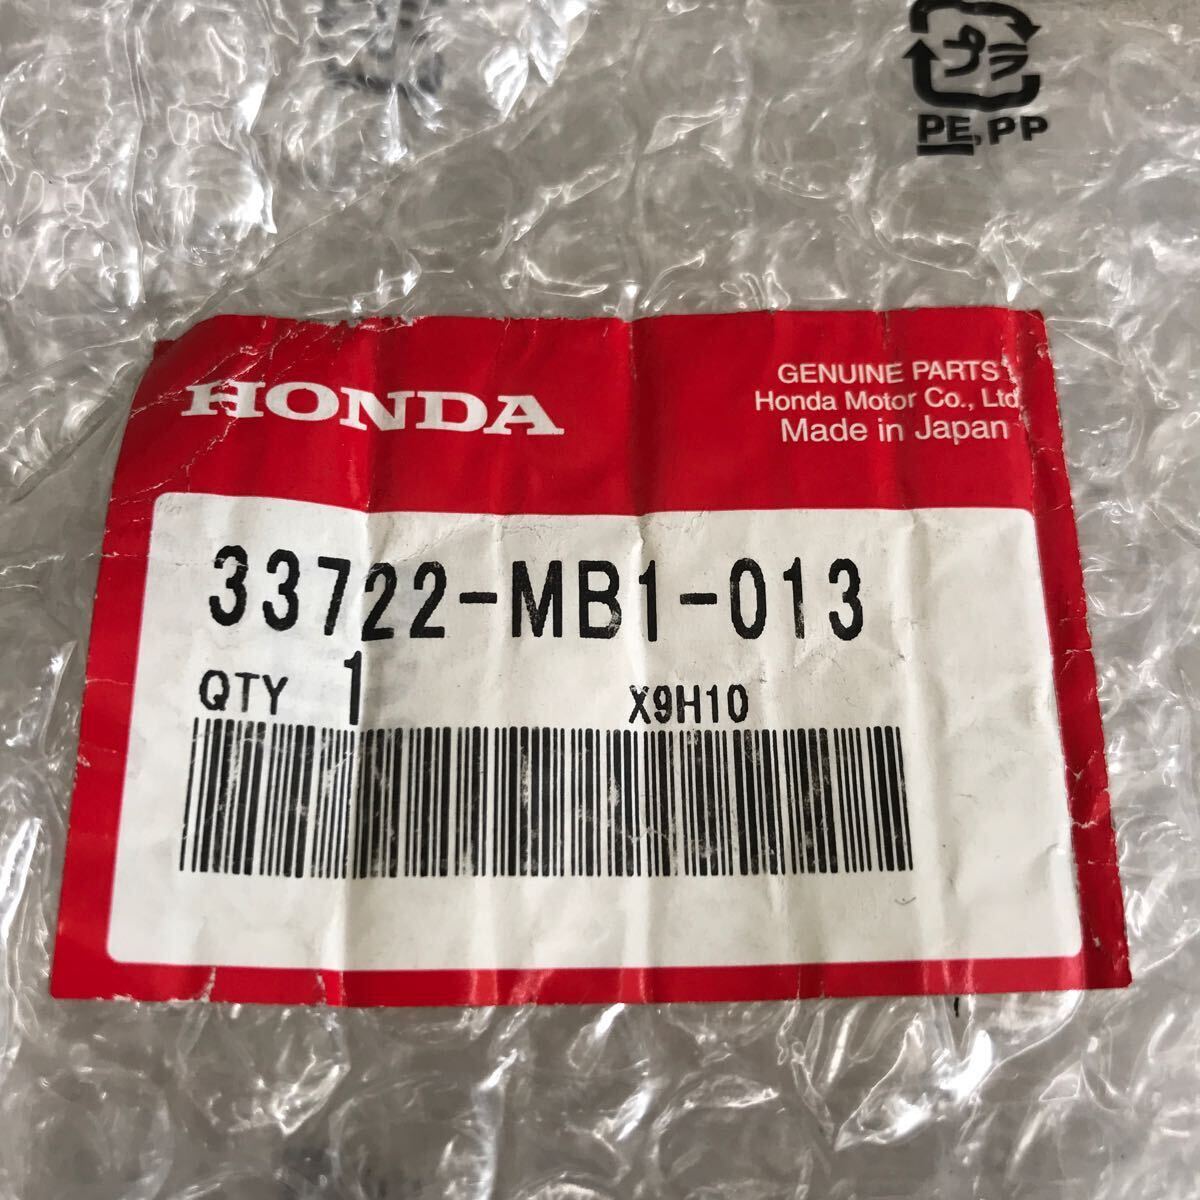 プラ
PE, PP
HONDA
GENUINE PARTS
Honda Motor Co., Ltd
Made in Japan
33722-MB1-013
QTY 1 X9H10